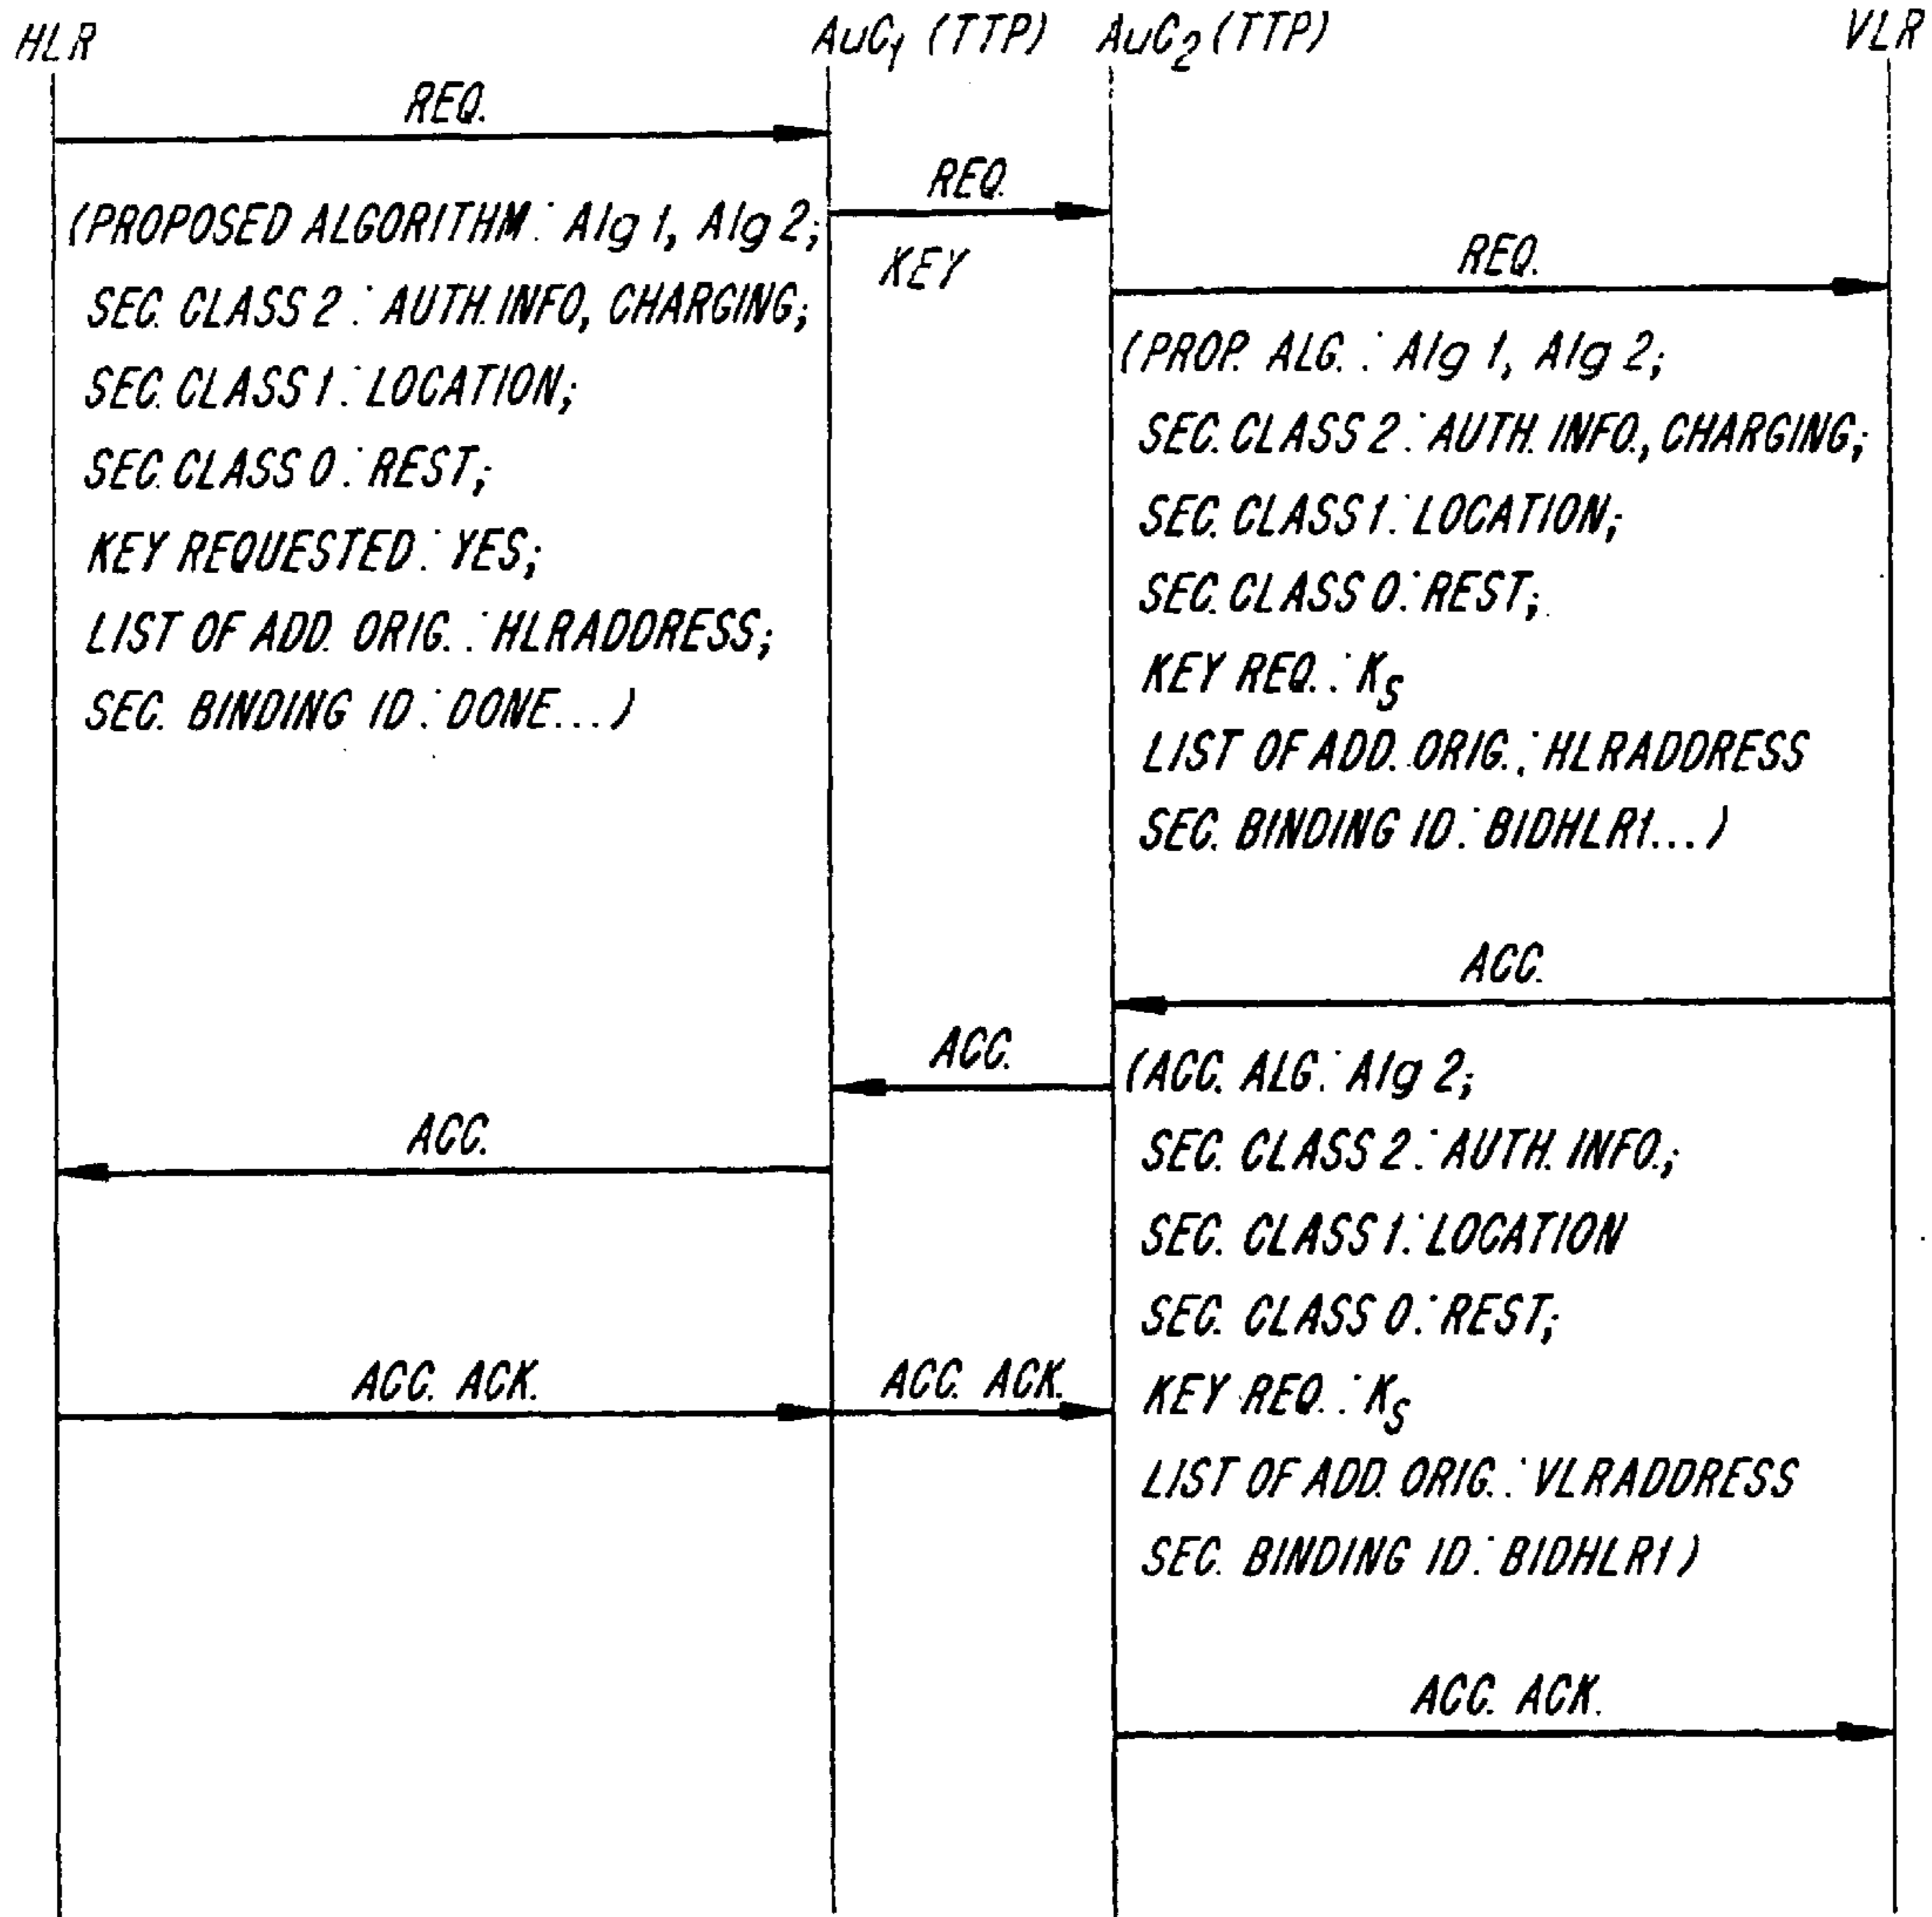 HLR AuC1 (TTP) AuC2 (TTP) VLR
REQ.
REQ.
KEY
REQ.
(PROPOSED ALGORITHM: Alg 1, Alg 2;
SEC. CLASS 2: AUTH. INFO, CHARGING;
SEC. CLASS 1: LOCATION;
SEC. CLASS 0: REST;
KEY REQUESTED: YES;
LIST OF ADD. ORIG.: HLRADDRESS;
SEC. BINDING ID: DONE...)
(PROP. ALG.: Alg 1, Alg 2;
SEC. CLASS 2: AUTH. INFO., CHARGING;
SEC. CLASS 1: LOCATION;
SEC. CLASS 0: REST;
KEY REQ.: KS
LIST OF ADD. ORIG.: HLRADDRESS
SEC. BINDING ID: BIDHLR1...)
ACC.
ACC.
ACC.
(ACC. ALG: Alg 2;
SEC. CLASS 2: AUTH. INFO.;
SEC. CLASS 1: LOCATION
SEC. CLASS 0: REST;
KEY REQ.: KS
LIST OF ADD. ORIG.: VLRADDRESS
SEC. BINDING ID: BIDHLR1)
ACC. ACK.
ACC. ACK.
ACC. ACK.